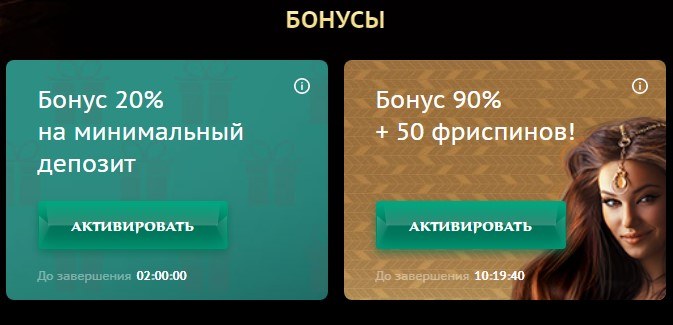 БОНУСЫ
Бонус 20%
на минимальный
депозит
АКТИВИРОВАТЬ
До завершения 02:00:00
Бонус 90%
+ 50 фриспинов!
АКТИВИРОВАТЬ
До завершения 10:19:40